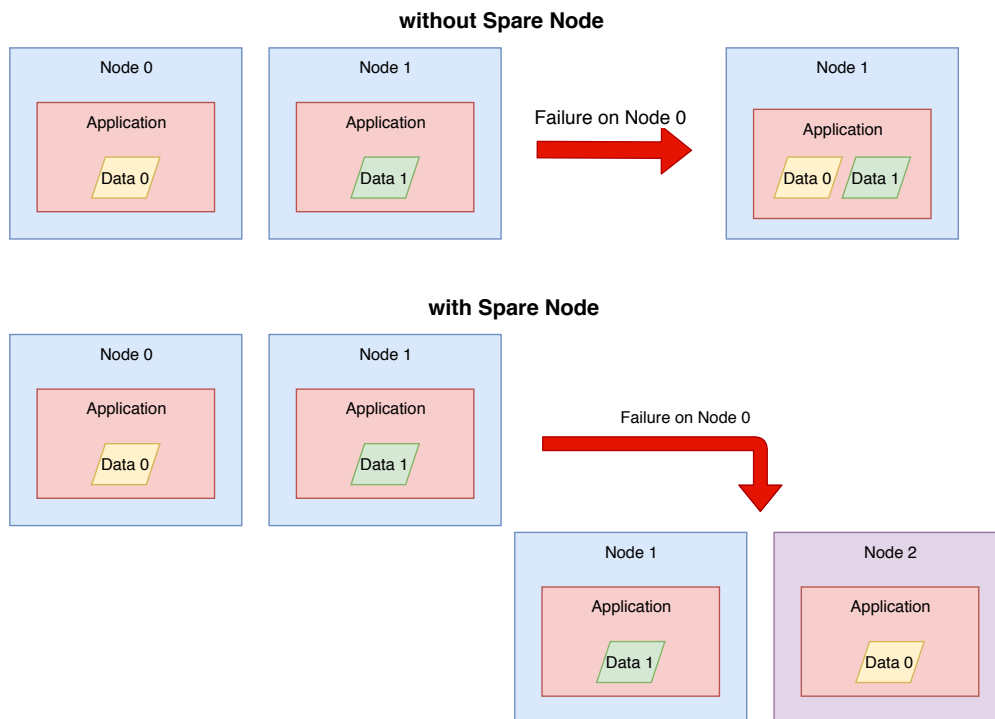 without Spare Node
Node 0
Application
Data 0
Node 1
Application
Data 1
Failure on Node 0
Node 1
Application
Data 0
Data 1
with Spare Node
Node 0
Application
Data 0
Node 1
Application
Data 1
Failure on Node 0
Node 1
Application
Data 1
Node 2
Application
Data 0